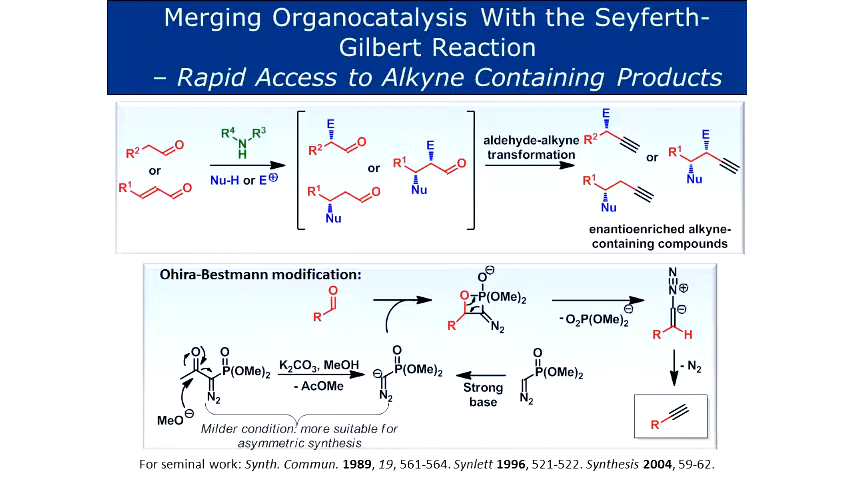 Merging Organocatalysis With the Seyferth-
Gilbert Reaction
– Rapid Access to Alkyne Containing Products
R² O
or
R¹ O
R⁴ N H R³
Nu-H or E⊕
E
R² O
R¹ O
Nu
or
E
R¹ O
Nu
aldehyde-alkyne
transformation
E
R²
R¹
Nu
or
E
R¹
Nu
enantioenriched alkyne-
containing compounds
Ohira-Bestmann modification:
O
R
O⊖
O P(OMe)₂
R N₂
- O₂P(OMe)₂⊖
N
N⊕
⊖
R H
O O
P(OMe)₂
N₂
MeO⊖
K₂CO₃, MeOH
- AcOMe
O
⊖ P(OMe)₂
N₂
Strong
base
O
P(OMe)₂
N₂
- N₂
R
Milder condition: more suitable for
asymmetric synthesis
For seminal work: Synth. Commun. 1989, 19, 561-564. Synlett 1996, 521-522. Synthesis 2004, 59-62.